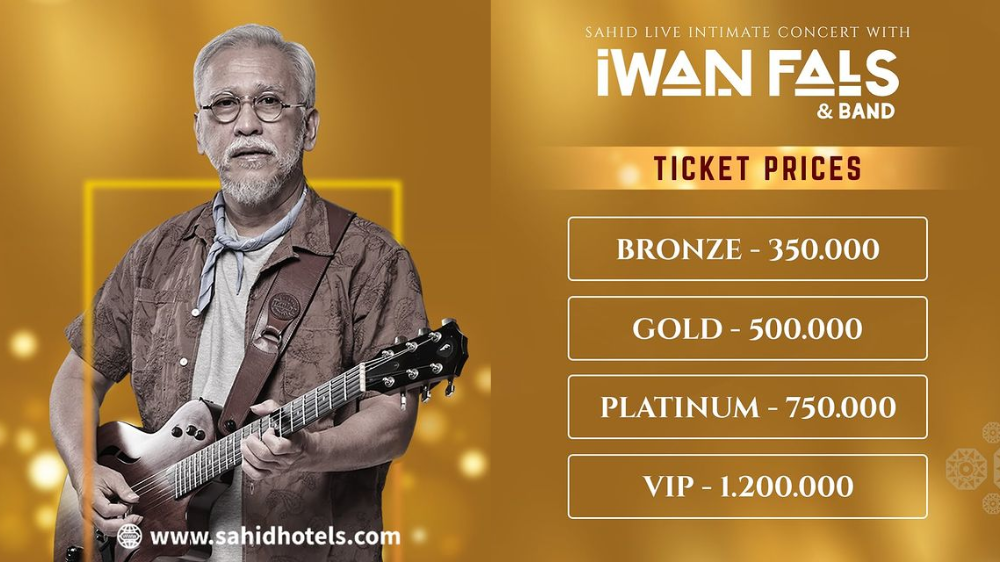 SAHID LIVE INTIMATE CONCERT WITH
iWAN FALS
& BAND
TICKET PRICES
BRONZE - 350.000
GOLD - 500.000
PLATINUM - 750.000
VIP - 1.200.000
www.sahidhotels.com